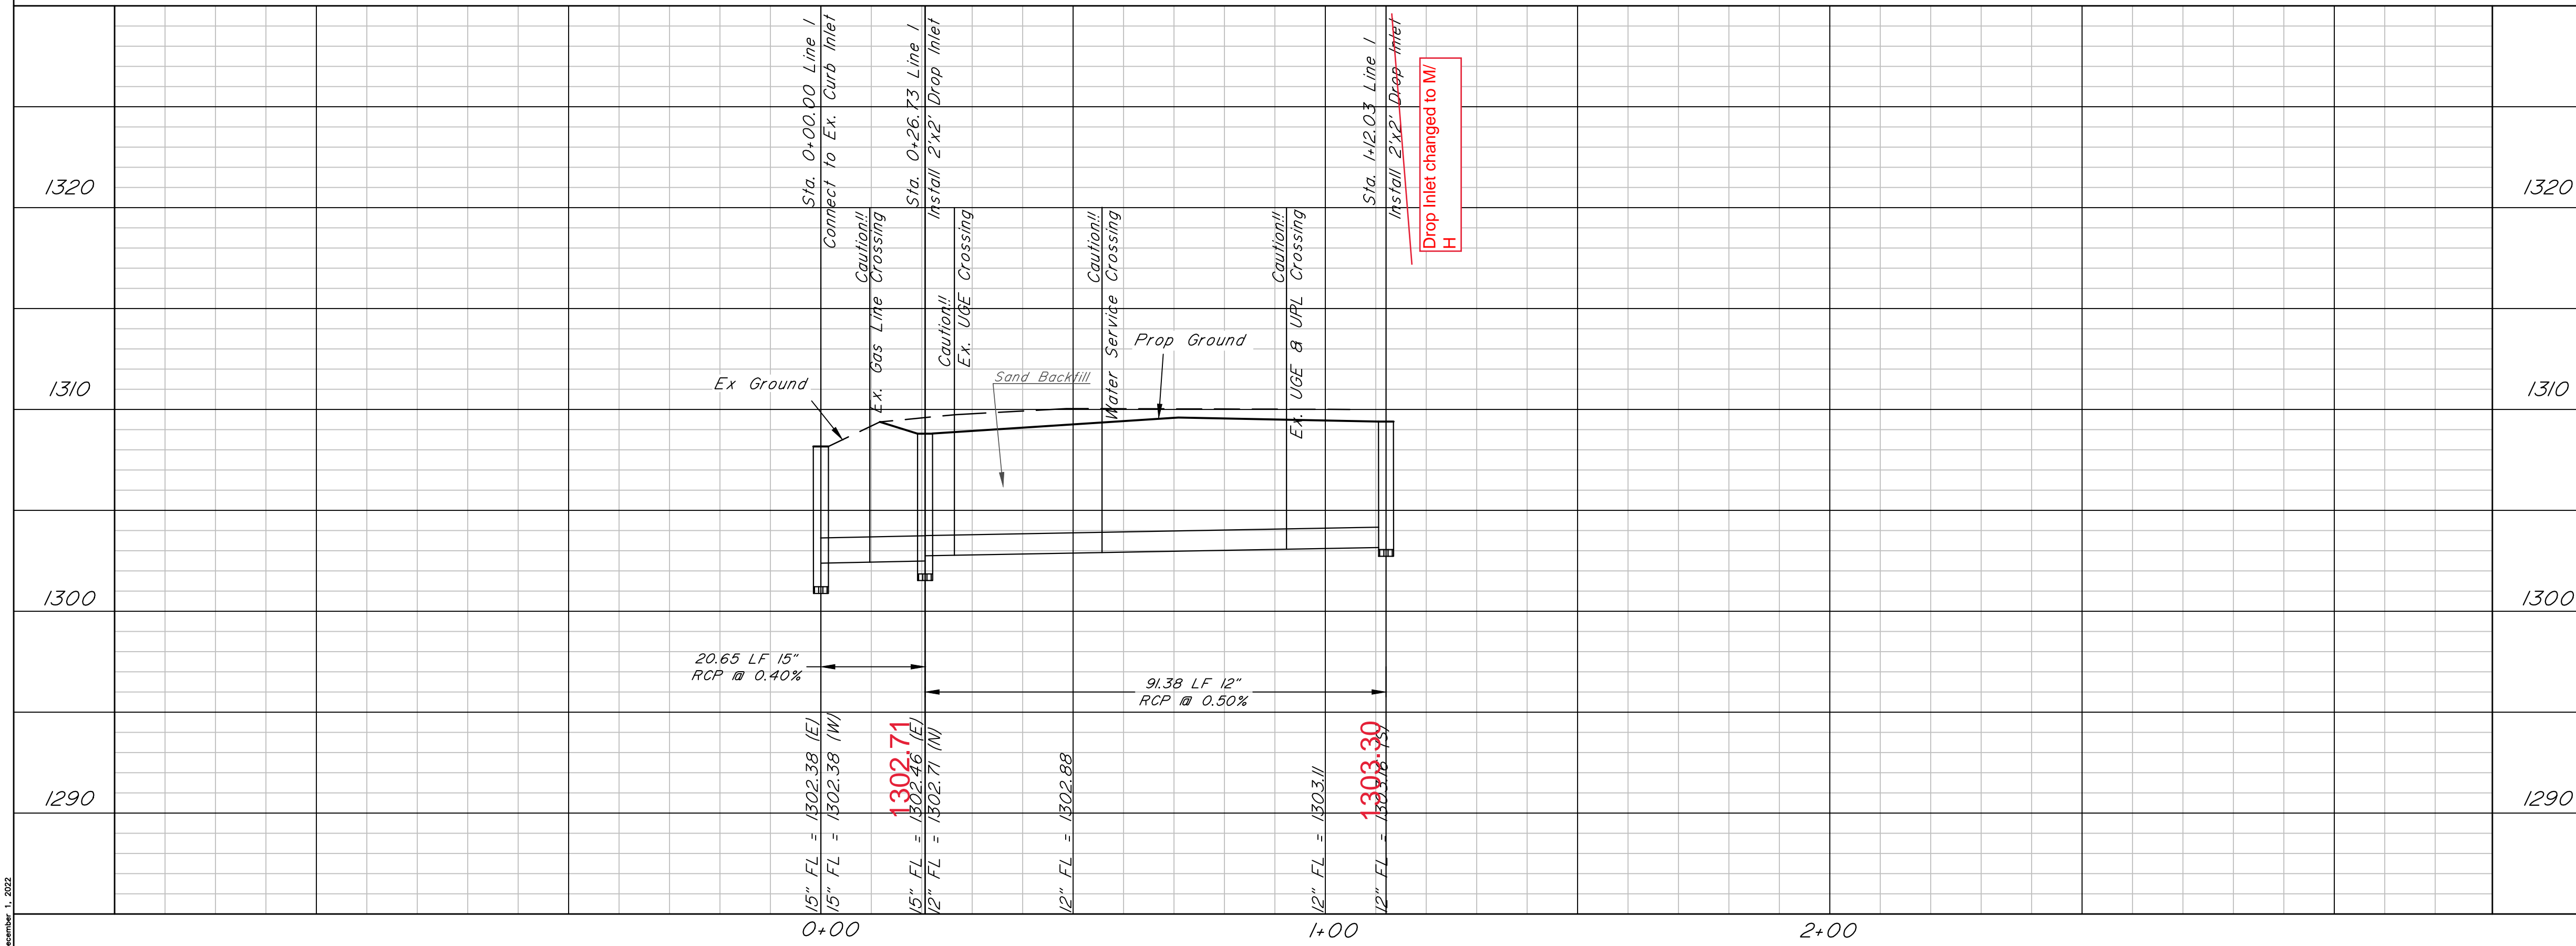 Sta. 0+00.00 Line 1
Connect to Ex. Curb Inlet
Sta. 0+26.73 Line 1
Install 2'x2' Drop Inlet
Sta. 1+12.03 Line 1
Install 2'x2' Drop Inlet
Drop Inlet changed to M/
H
1320
1320
Caution!!
Ex. Gas Line Crossing
Caution!!
Ex. UGE Crossing
Caution!!
Water Service Crossing
Caution!!
Ex. UGE & UPL Crossing
Prop Ground
Sand Backfill
Ex Ground
1310
1310
1300
1300
20.65 LF 15"
RCP @ 0.40%
91.38 LF 12"
RCP @ 0.50%
15" FL = 1302.38 (E)
15" FL = 1302.38 (W)
1302.71
15" FL = 1302.46 (E)
12" FL = 1302.71 (N)
12" FL = 1302.88
12" FL = 1303.11
1303.30
12" FL = 1303.16 (S)
1290
1290
0+00
1+00
2+00
ecember 1, 2022